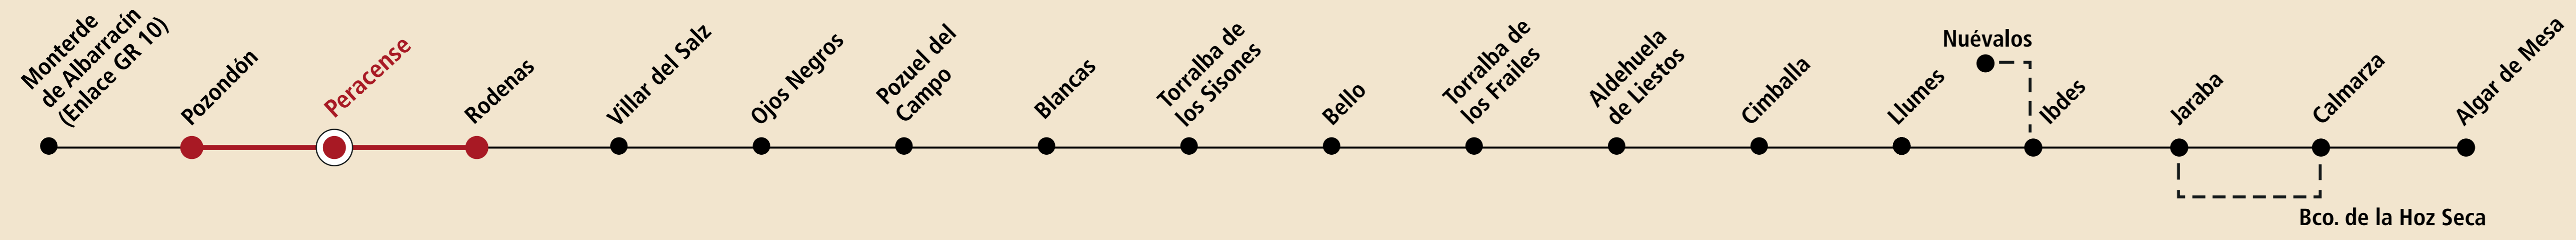 Monterde
de Albarracín
(Enlace GR 10)
Pozondón
Peracense
Rodenas
Villar del Salz
Ojos Negros
Pozuel del
Campo
Blancas
Torralba de
los Sisones
Bello
Torralba de
los Frailes
Aldehuela
de Liestos
Cimballa
Llumes
Nuévalos
Ibdes
Jaraba
Calmarza
Algar de Mesa
Bco. de la Hoz Seca